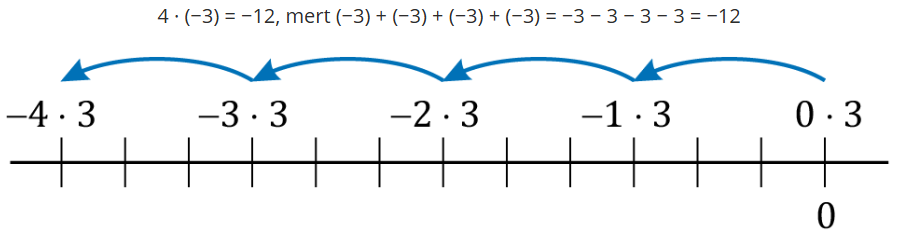 4 · (−3) = −12, mert (−3) + (−3) + (−3) + (−3) = −3 − 3 − 3 − 3 = −12
−4 · 3 −3 · 3 −2 · 3 −1 · 3 0 · 3
0